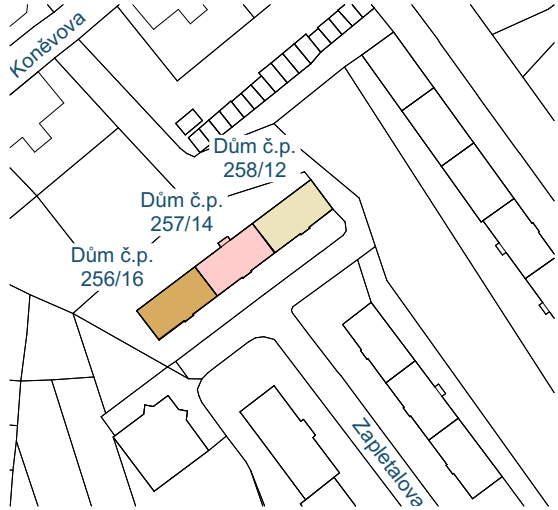 Koněvova
Dům č.p.
258/12
Dům č.p.
257/14
Dům č.p.
256/16
Zapletalova